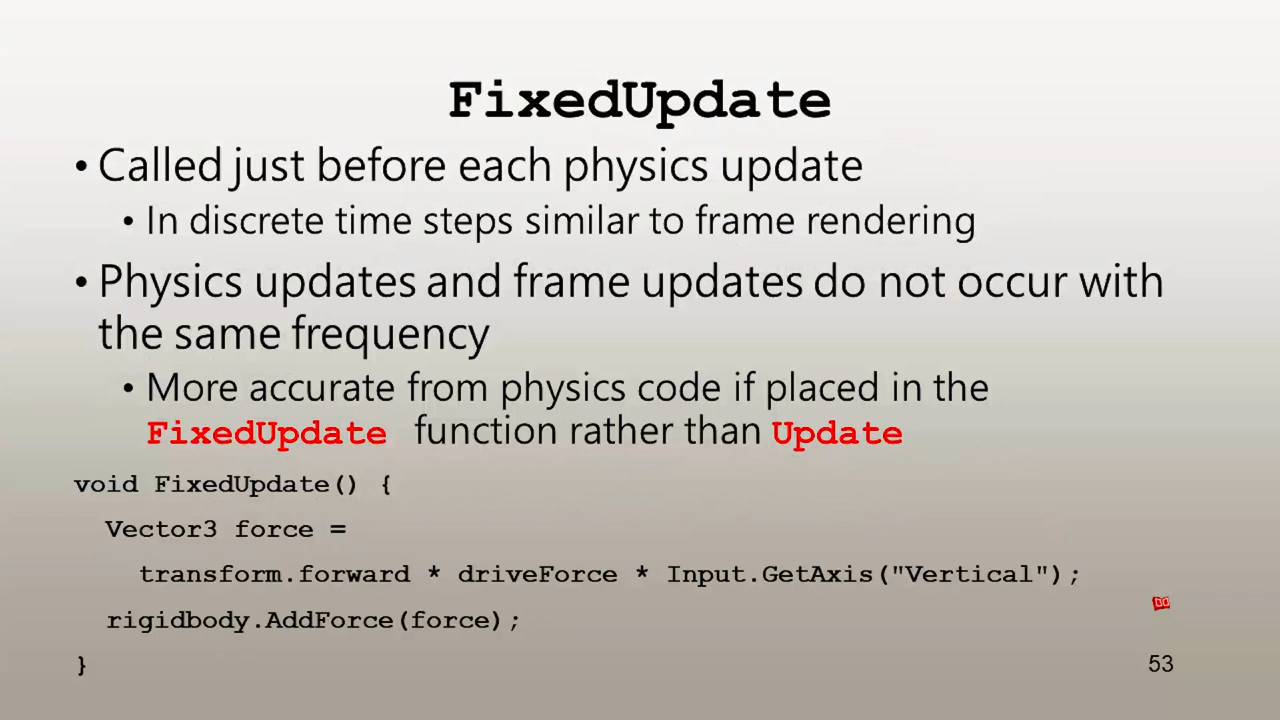 FixedUpdate
• Called just before each physics update
• In discrete time steps similar to frame rendering
• Physics updates and frame updates do not occur with
the same frequency
• More accurate from physics code if placed in the
FixedUpdate function rather than Update
void FixedUpdate() {
Vector3 force =
transform.forward * driveForce * Input.GetAxis("Vertical");
rigidbody.AddForce(force);
}
53